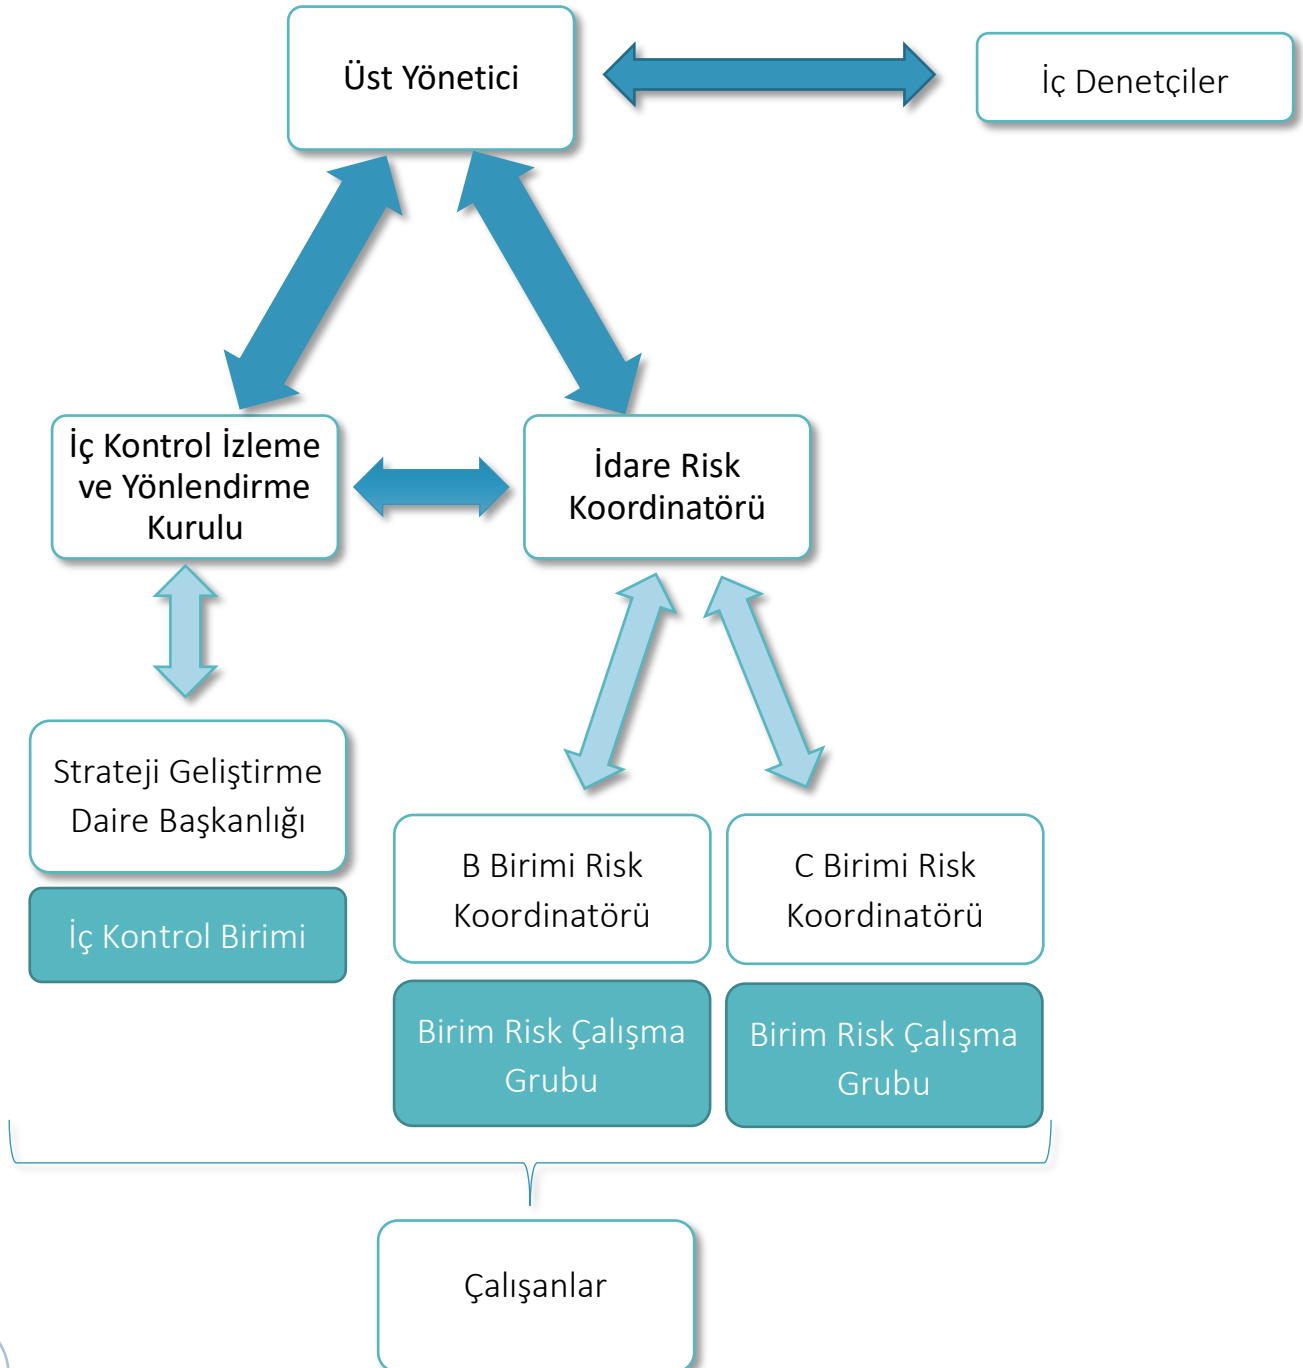 Üst Yönetici
İç Denetçiler
İç Kontrol İzleme
ve Yönlendirme
Kurulu
İdare Risk
Koordinatörü
Strateji Geliştirme
Daire Başkanlığı
İç Kontrol Birimi
B Birimi Risk
Koordinatörü
C Birimi Risk
Koordinatörü
Birim Risk Çalışma
Grubu
Birim Risk Çalışma
Grubu
Çalışanlar